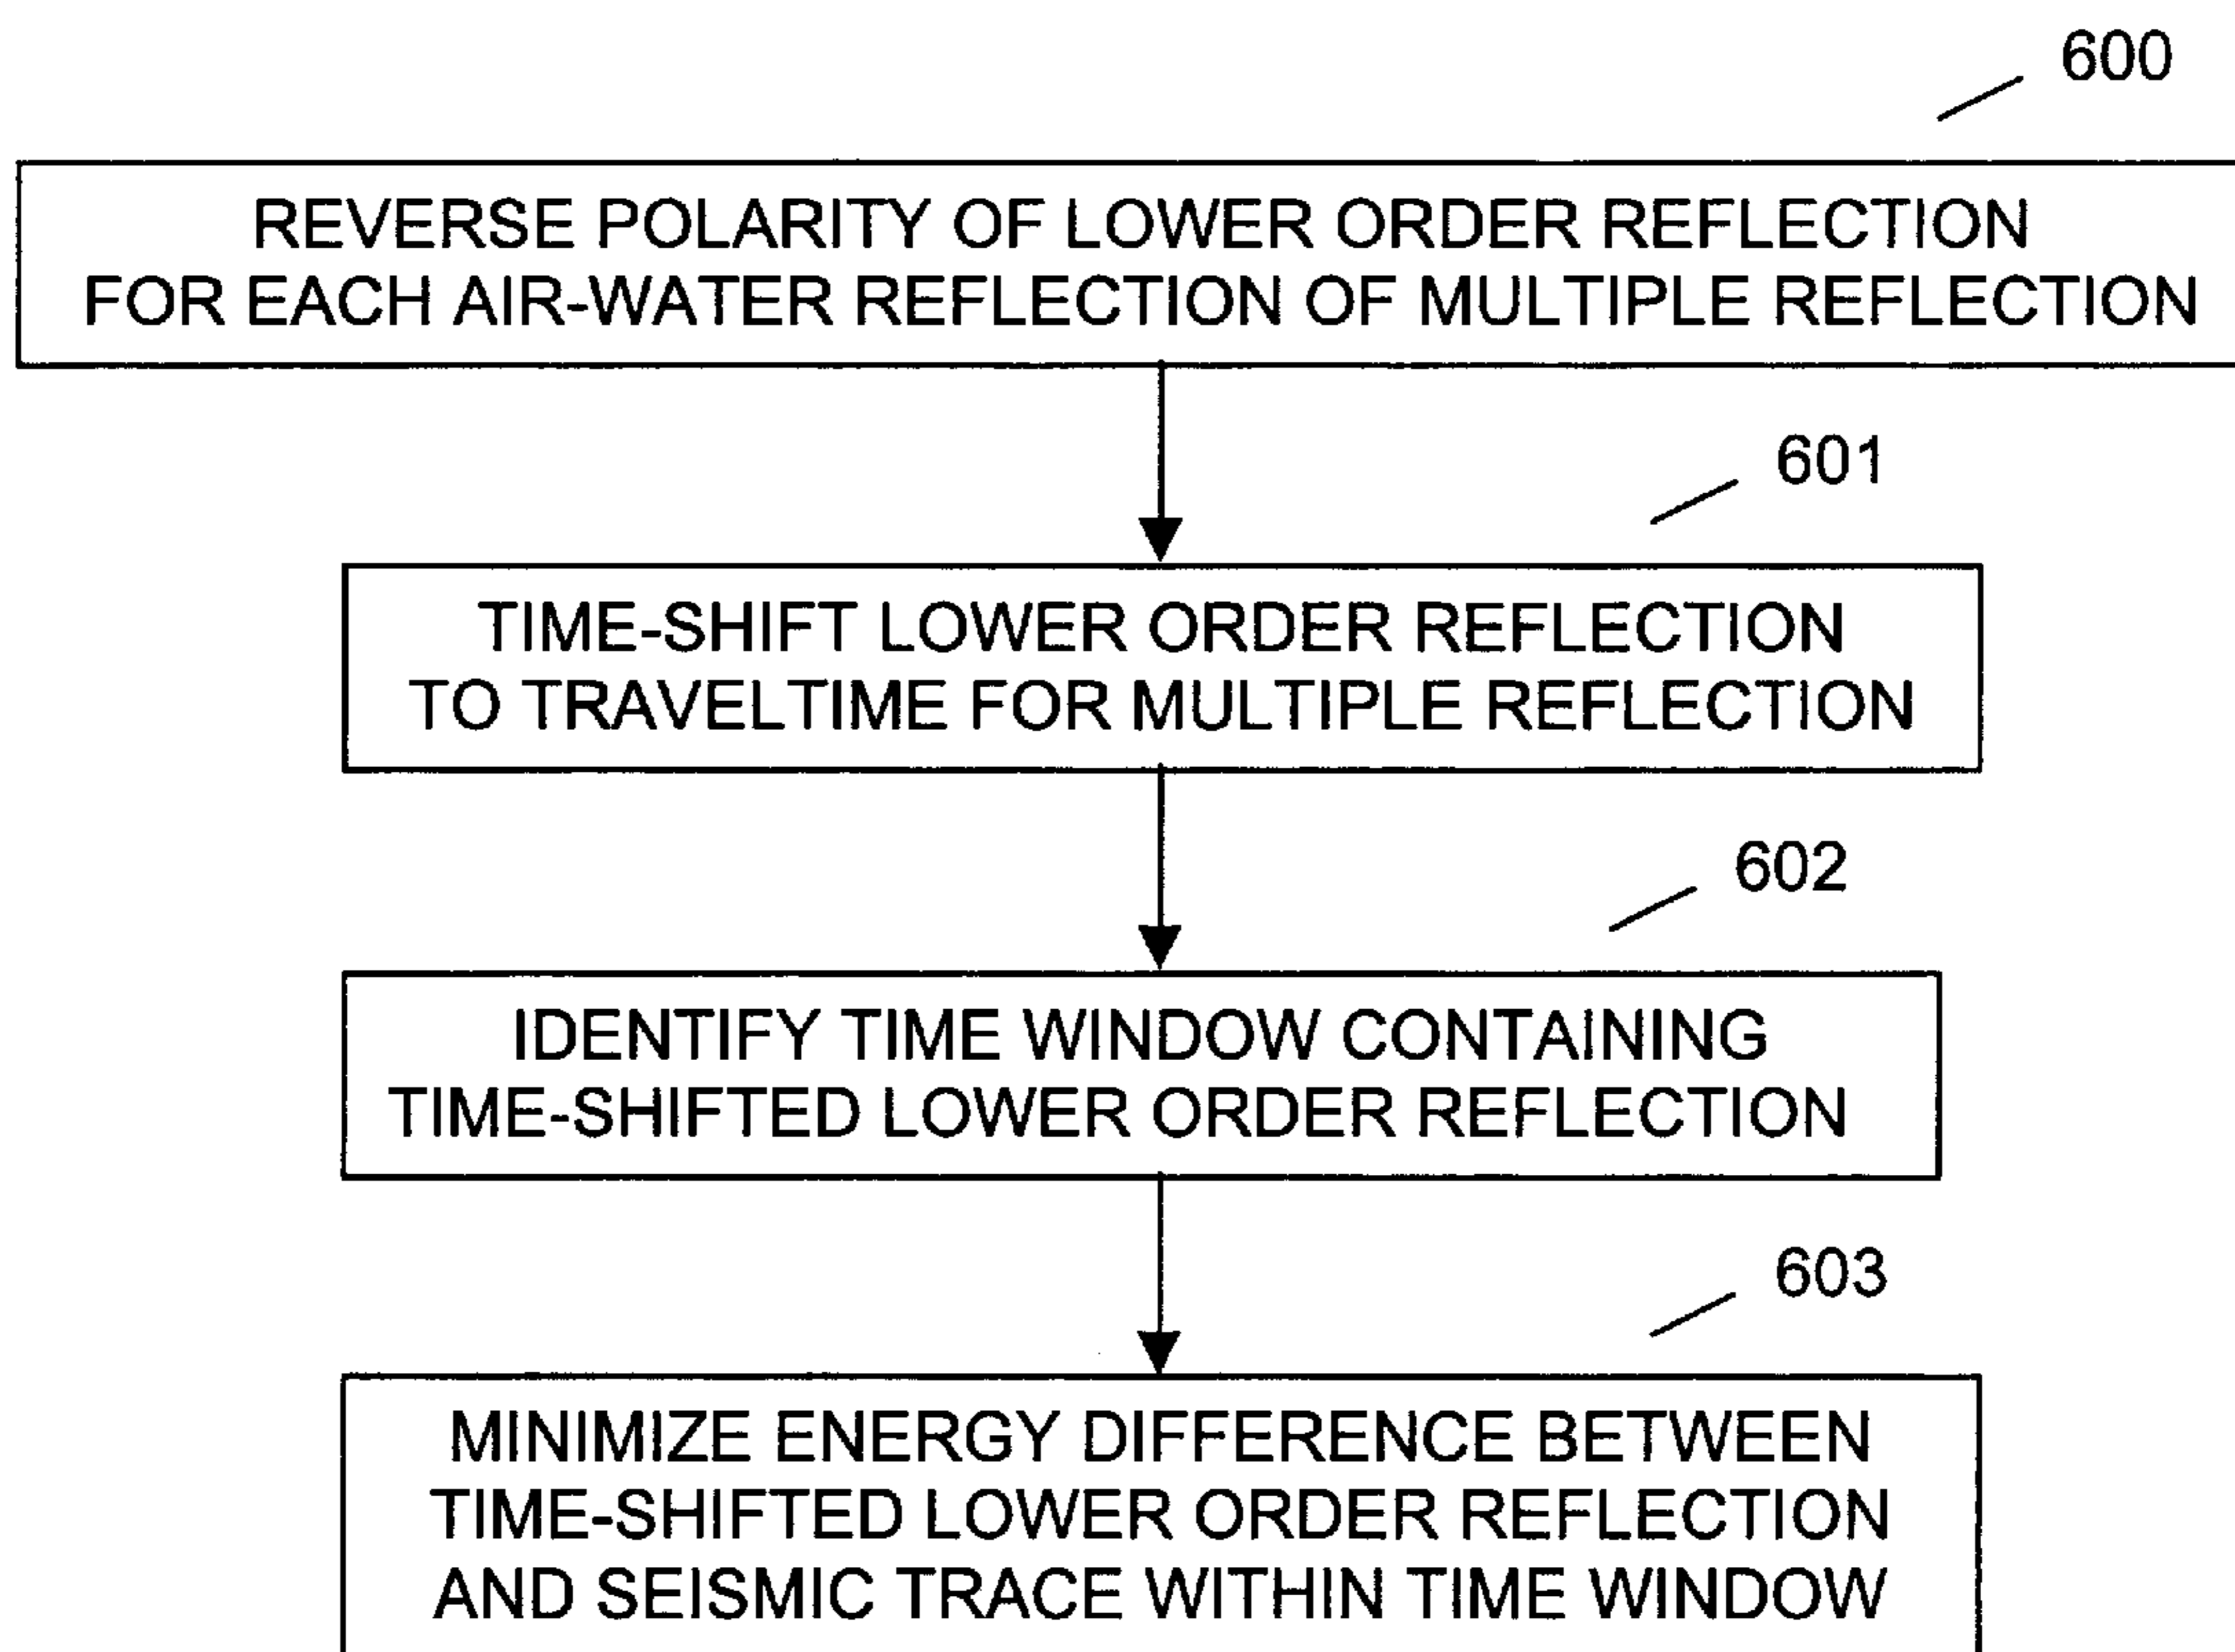 600
REVERSE POLARITY OF LOWER ORDER REFLECTION
FOR EACH AIR-WATER REFLECTION OF MULTIPLE REFLECTION
601
TIME-SHIFT LOWER ORDER REFLECTION
TO TRAVELTIME FOR MULTIPLE REFLECTION
602
IDENTIFY TIME WINDOW CONTAINING
TIME-SHIFTED LOWER ORDER REFLECTION
603
MINIMIZE ENERGY DIFFERENCE BETWEEN
TIME-SHIFTED LOWER ORDER REFLECTION
AND SEISMIC TRACE WITHIN TIME WINDOW